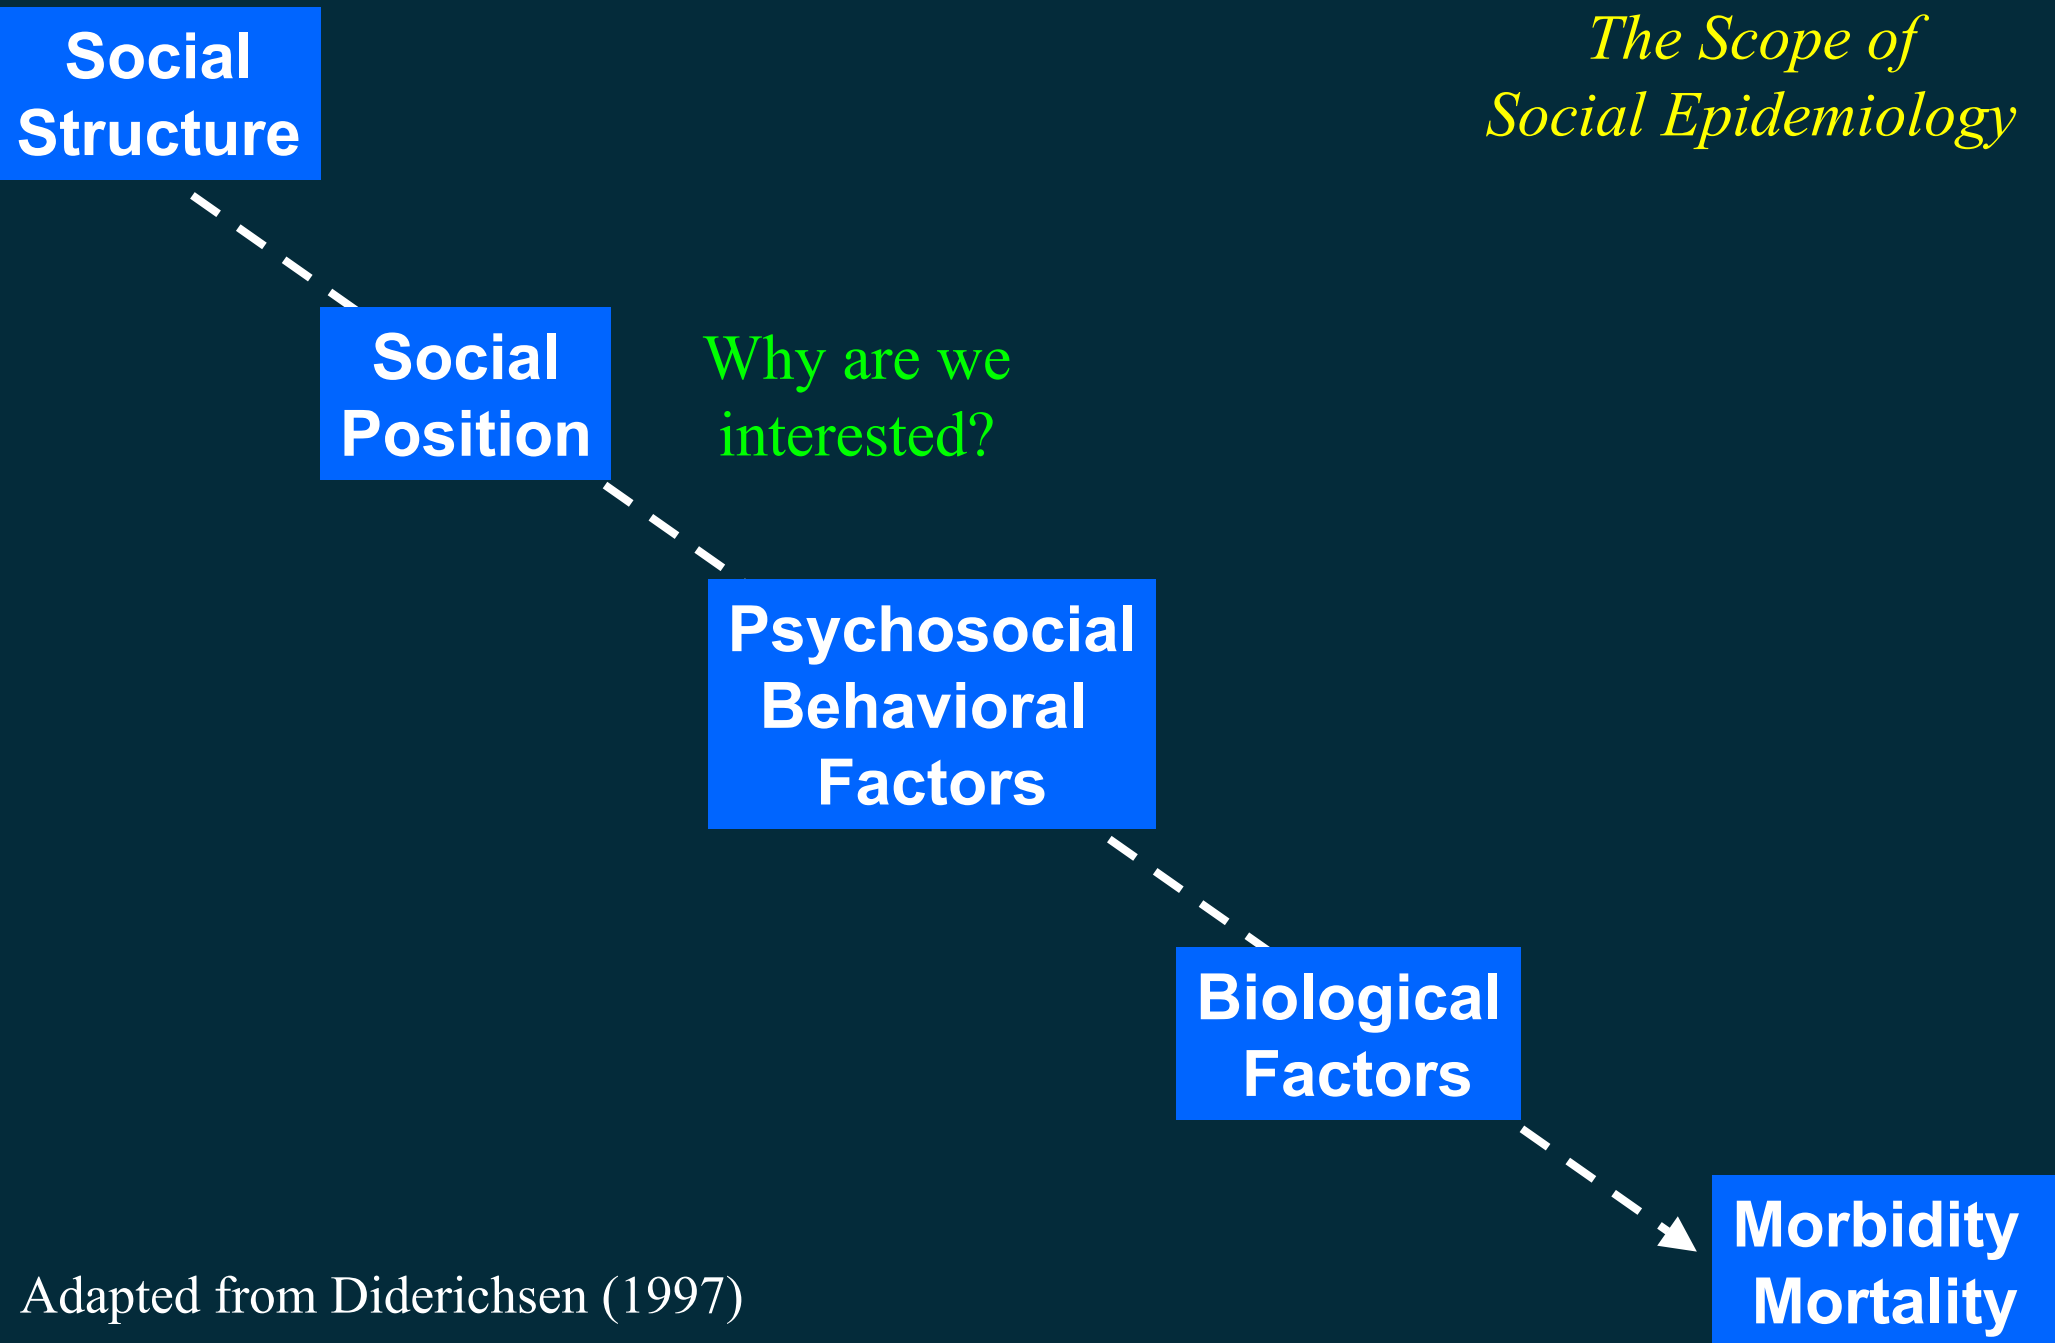 Social
Structure
The Scope of
Social Epidemiology
Social
Position
Why are we
interested?
Psychosocial
Behavioral
Factors
Biological
Factors
Morbidity
Mortality
Adapted from Diderichsen (1997)